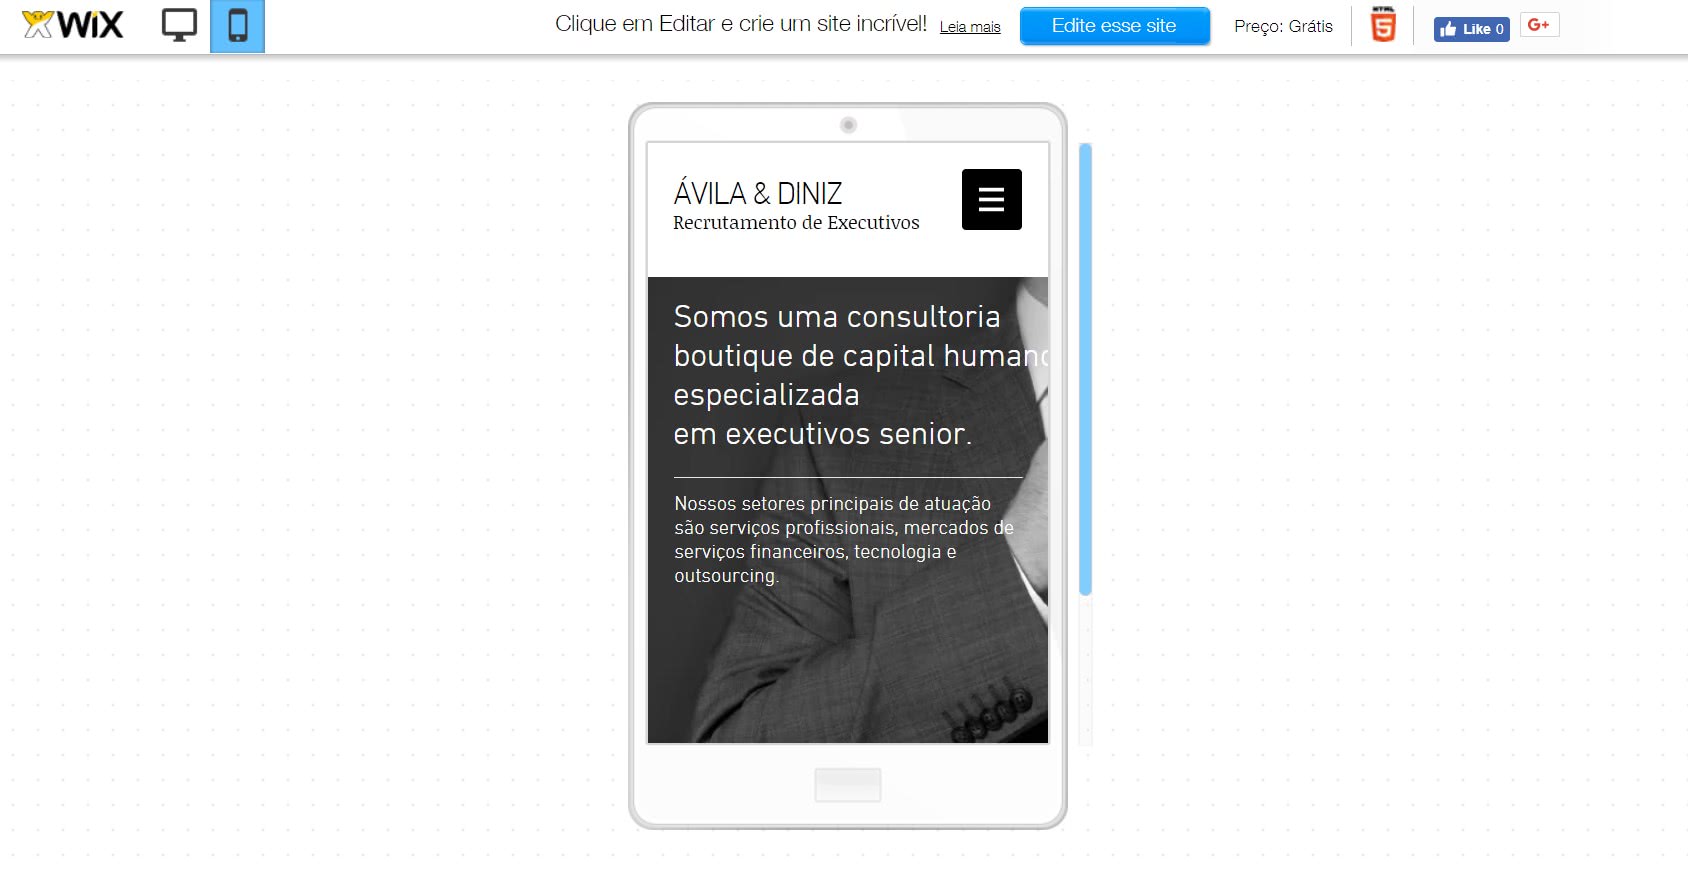 WiX
Clique em Editar e crie um site incrível! Leia mais
Edite esse site
Preço: Grátis
HTML
5
Like 0
G+
ÁVILA & DINIZ
Recrutamento de Executivos
Somos uma consultoria
boutique de capital humano
especializada
em executivos senior.
Nossos setores principais de atuação
são serviços profissionais, mercados de
serviços financeiros, tecnologia e
outsourcing.